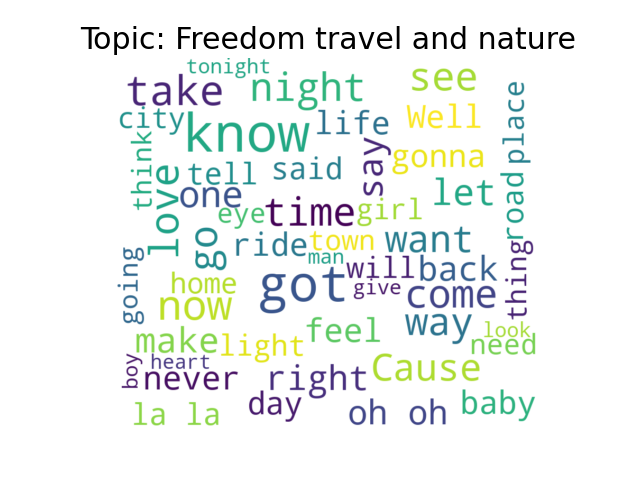 Topic: Freedom travel and nature
tonight
take night see
city know life Well place
think tell said say gonna
love one let road
eye time girl
go ride town want
going man will back thing
home got give come
now way
make light feel look need
boy heart
never right Cause
la la day oh oh baby